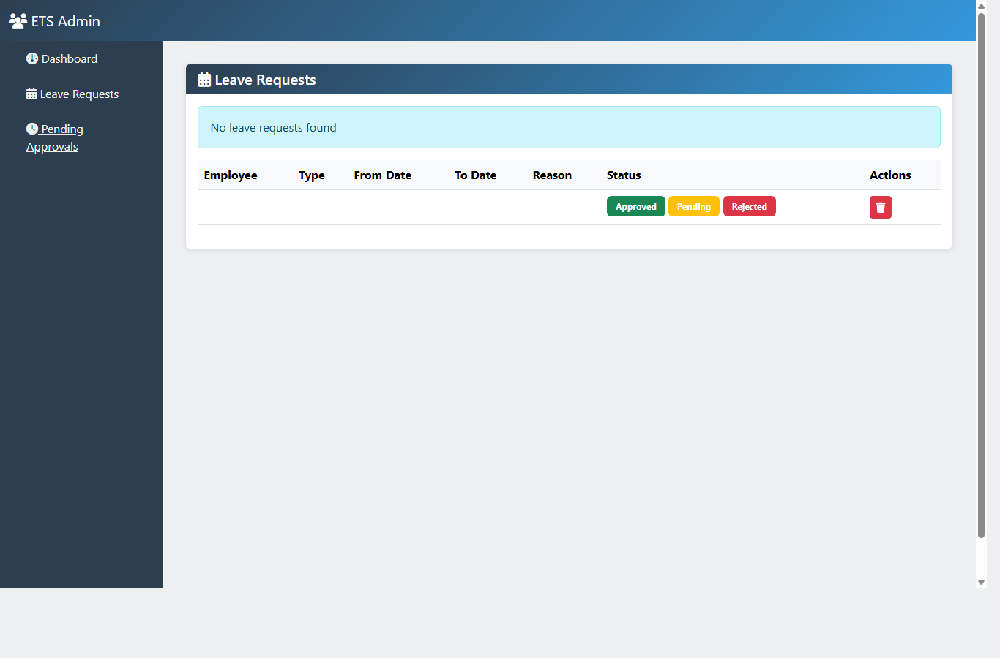 ETS Admin
Dashboard
Leave Requests
Pending
Approvals
Leave Requests
No leave requests found
Employee Type From Date To Date Reason Status Actions
Approved Pending Rejected